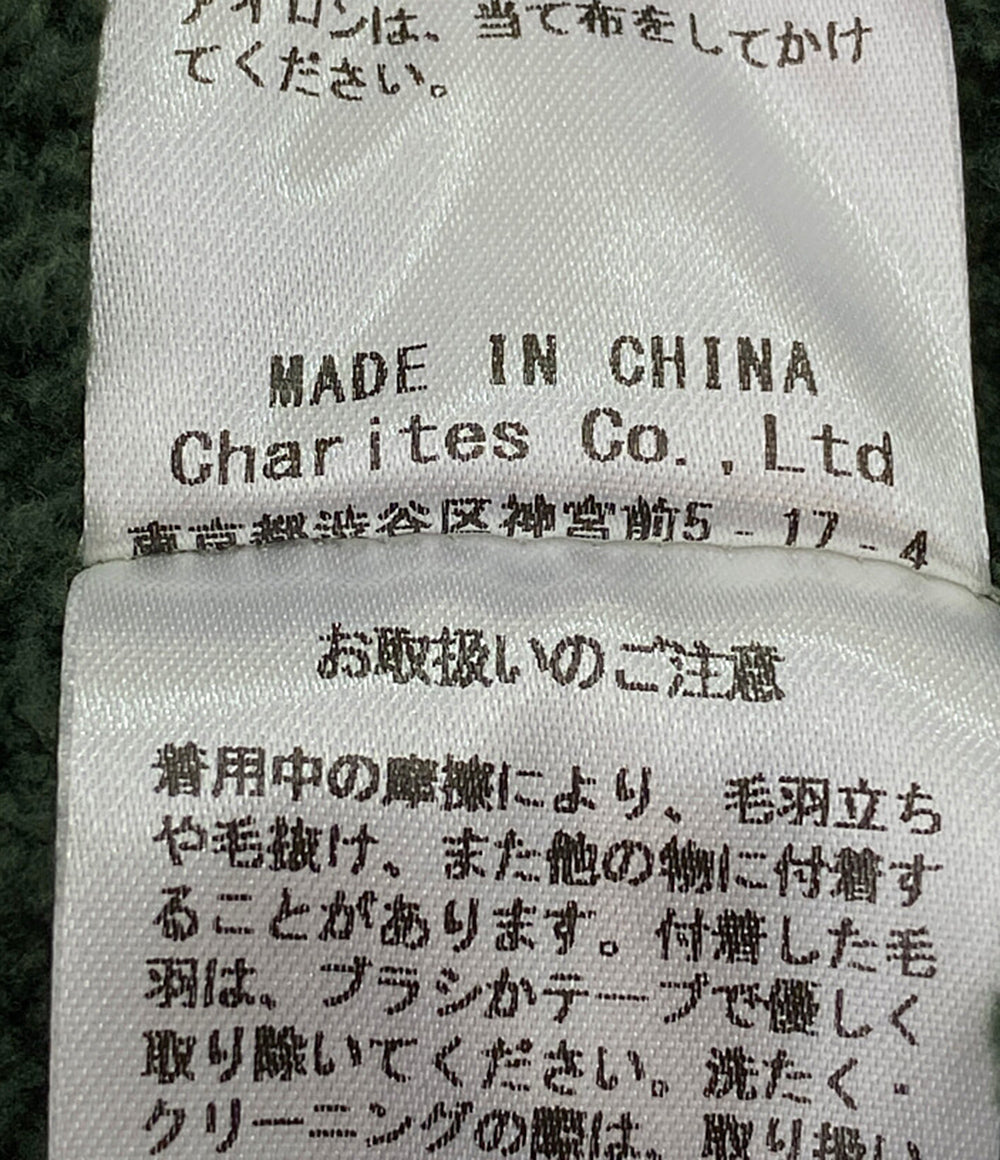 アイロンは、当て布をしてかけ
てください。
MADE IN CHINA
Charites Co.,Ltd
東京都渋谷区神宮前5-17-4
お取扱いのご注意
着用中の摩擦により、毛羽立ち
や毛抜け、また他の物に付着す
ることがあります。付着した毛
羽は、ブラシかテープで優しく
取り除いてください。洗たく・
クリーニングの際は、取り扱い